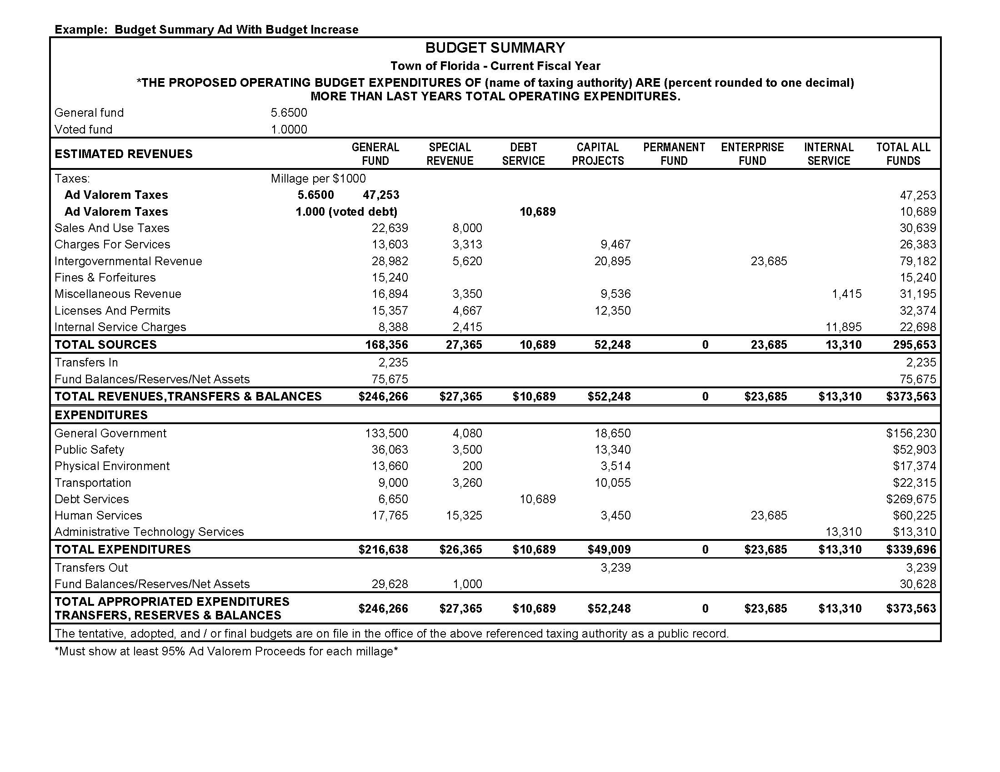 Example:  Budget Summary Ad With Budget Increase
BUDGET SUMMARY
Town of Florida - Current Fiscal Year
*THE PROPOSED OPERATING BUDGET EXPENDITURES OF (name of taxing authority) ARE (percent rounded to one decimal)
MORE THAN LAST YEARS TOTAL OPERATING EXPENDITURES.
General fund 5.6500
Voted fund 1.0000
ESTIMATED REVENUES GENERAL FUND SPECIAL REVENUE DEBT SERVICE CAPITAL PROJECTS PERMANENT FUND ENTERPRISE FUND INTERNAL SERVICE TOTAL ALL FUNDS
Taxes: Millage per $1000
Ad Valorem Taxes 5.6500 47,253 47,253
Ad Valorem Taxes 1.000 (voted debt) 10,689 10,689
Sales And Use Taxes 22,639 8,000 30,639
Charges For Services 13,603 3,313 9,467 26,383
Intergovernmental Revenue 28,982 5,620 20,895 23,685 79,182
Fines & Forfeitures 15,240 15,240
Miscellaneous Revenue 16,894 3,350 9,536 1,415 31,195
Licenses And Permits 15,357 4,667 12,350 32,374
Internal Service Charges 8,388 2,415 11,895 22,698
TOTAL SOURCES 168,356 27,365 10,689 52,248 0 23,685 13,310 295,653
Transfers In 2,235 2,235
Fund Balances/Reserves/Net Assets 75,675 75,675
TOTAL REVENUES,TRANSFERS & BALANCES $246,266 $27,365 $10,689 $52,248 0 $23,685 $13,310 $373,563
EXPENDITURES
General Government 133,500 4,080 18,650 $156,230
Public Safety 36,063 3,500 13,340 $52,903
Physical Environment 13,660 200 3,514 $17,374
Transportation 9,000 3,260 10,055 $22,315
Debt Services 6,650 10,689 $269,675
Human Services 17,765 15,325 3,450 23,685 $60,225
Administrative Technology Services 13,310 $13,310
TOTAL EXPENDITURES $216,638 $26,365 $10,689 $49,009 0 $23,685 $13,310 $339,696
Transfers Out 3,239 3,239
Fund Balances/Reserves/Net Assets 29,628 1,000 30,628
TOTAL APPROPRIATED EXPENDITURES
TRANSFERS, RESERVES & BALANCES $246,266 $27,365 $10,689 $52,248 0 $23,685 $13,310 $373,563
The tentative, adopted, and / or final budgets are on file in the office of the above referenced taxing authority as a public record.
*Must show at least 95% Ad Valorem Proceeds for each millage*